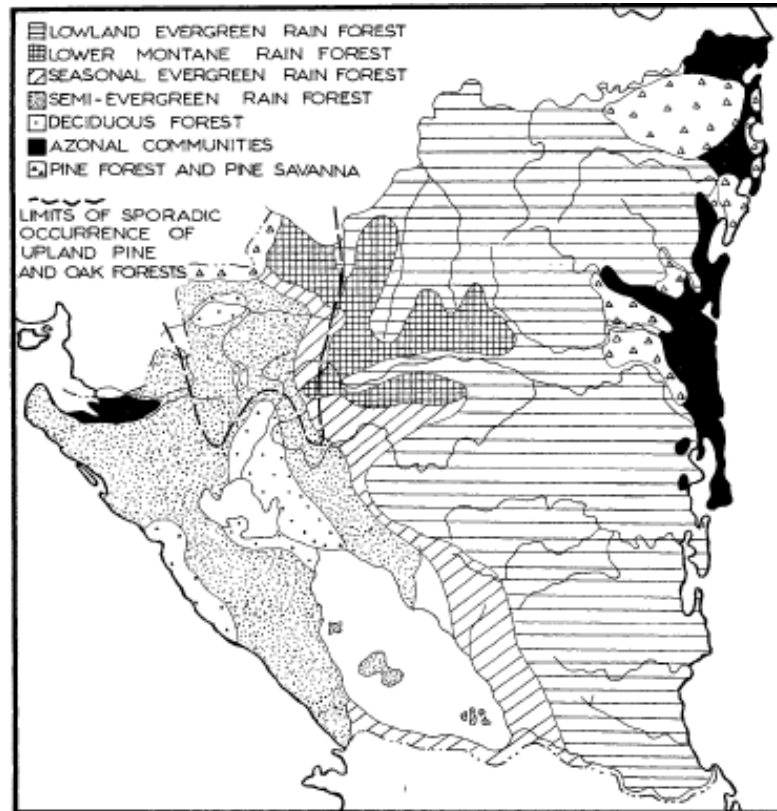 LOWLAND EVERGREEN RAIN FOREST
LOWER MONTANE RAIN FOREST
SEASONAL EVERGREEN RAIN FOREST
SEMI-EVERGREEN RAIN FOREST
DECIDUOUS FOREST
AZONAL COMMUNITIES
PINE FOREST AND PINE SAVANNA
LIMITS OF SPORADIC
OCCURRENCE OF
UPLAND PINE
AND OAK FORESTS